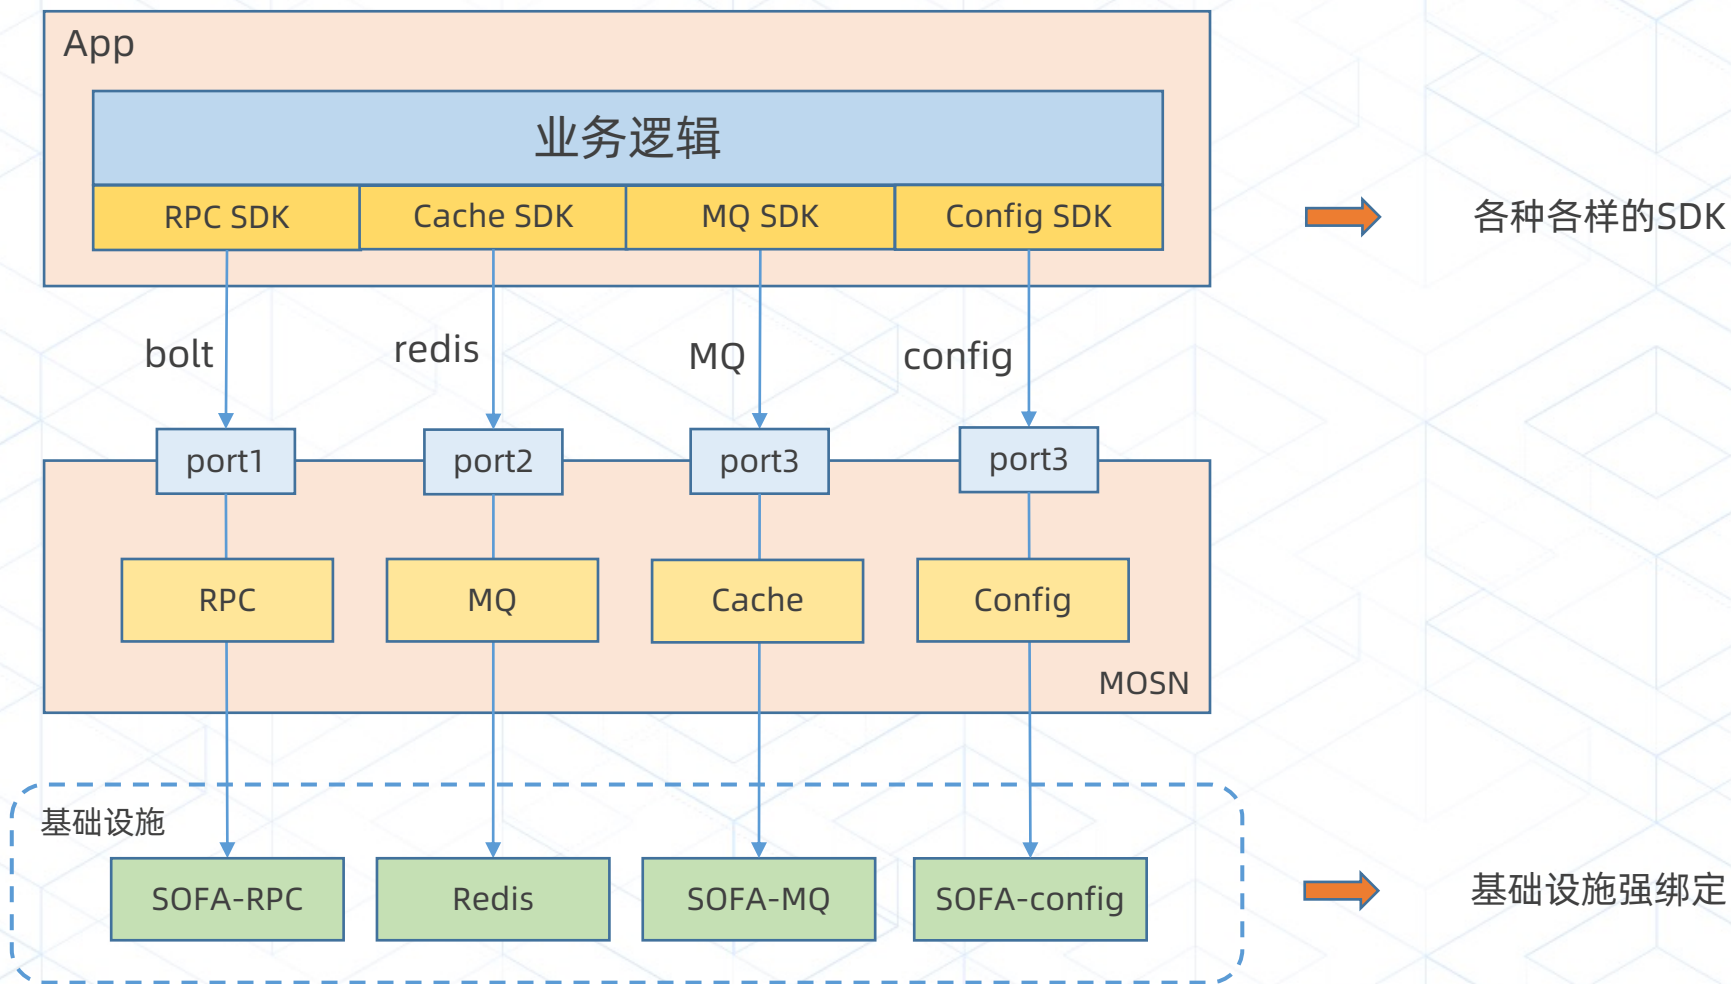 App
业务逻辑
RPC SDK
Cache SDK
MQ SDK
Config SDK
各种各样的SDK
bolt
redis
MQ
config
port1
port2
port3
port3
RPC
MQ
Cache
Config
MOSN
基础设施
SOFA-RPC
Redis
SOFA-MQ
SOFA-config
基础设施强绑定